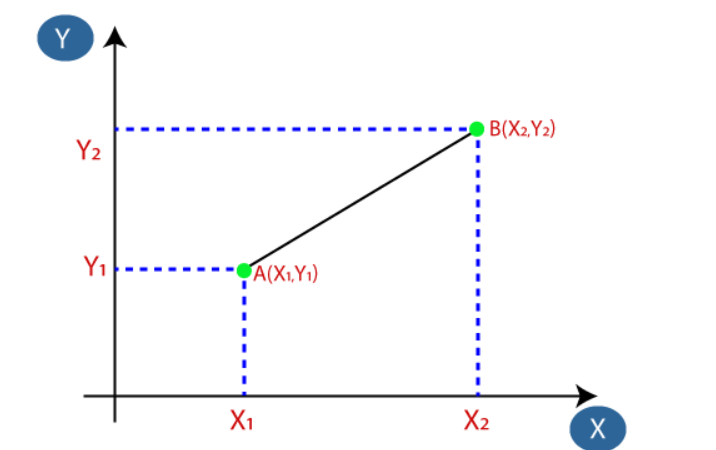 Y
B(X₂,Y₂)
Y₂
Y₁
A(X₁,Y₁)
X₁
X₂
X